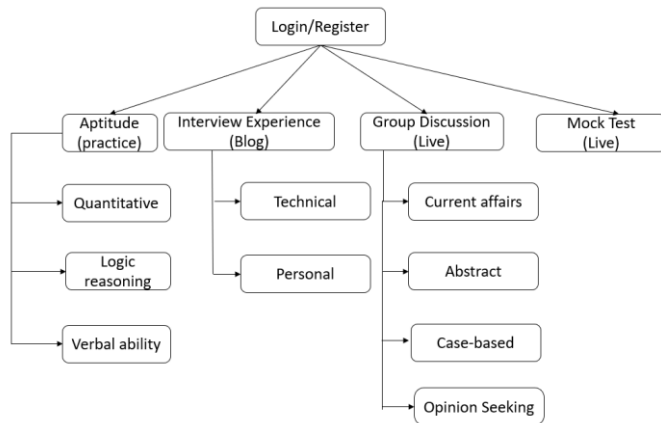 Login/Register
Aptitude
(practice)
Interview Experience
(Blog)
Group Discussion
(Live)
Mock Test
(Live)
Quantitative
Technical
Current affairs
Logic
reasoning
Personal
Abstract
Verbal ability
Case-based
Opinion Seeking